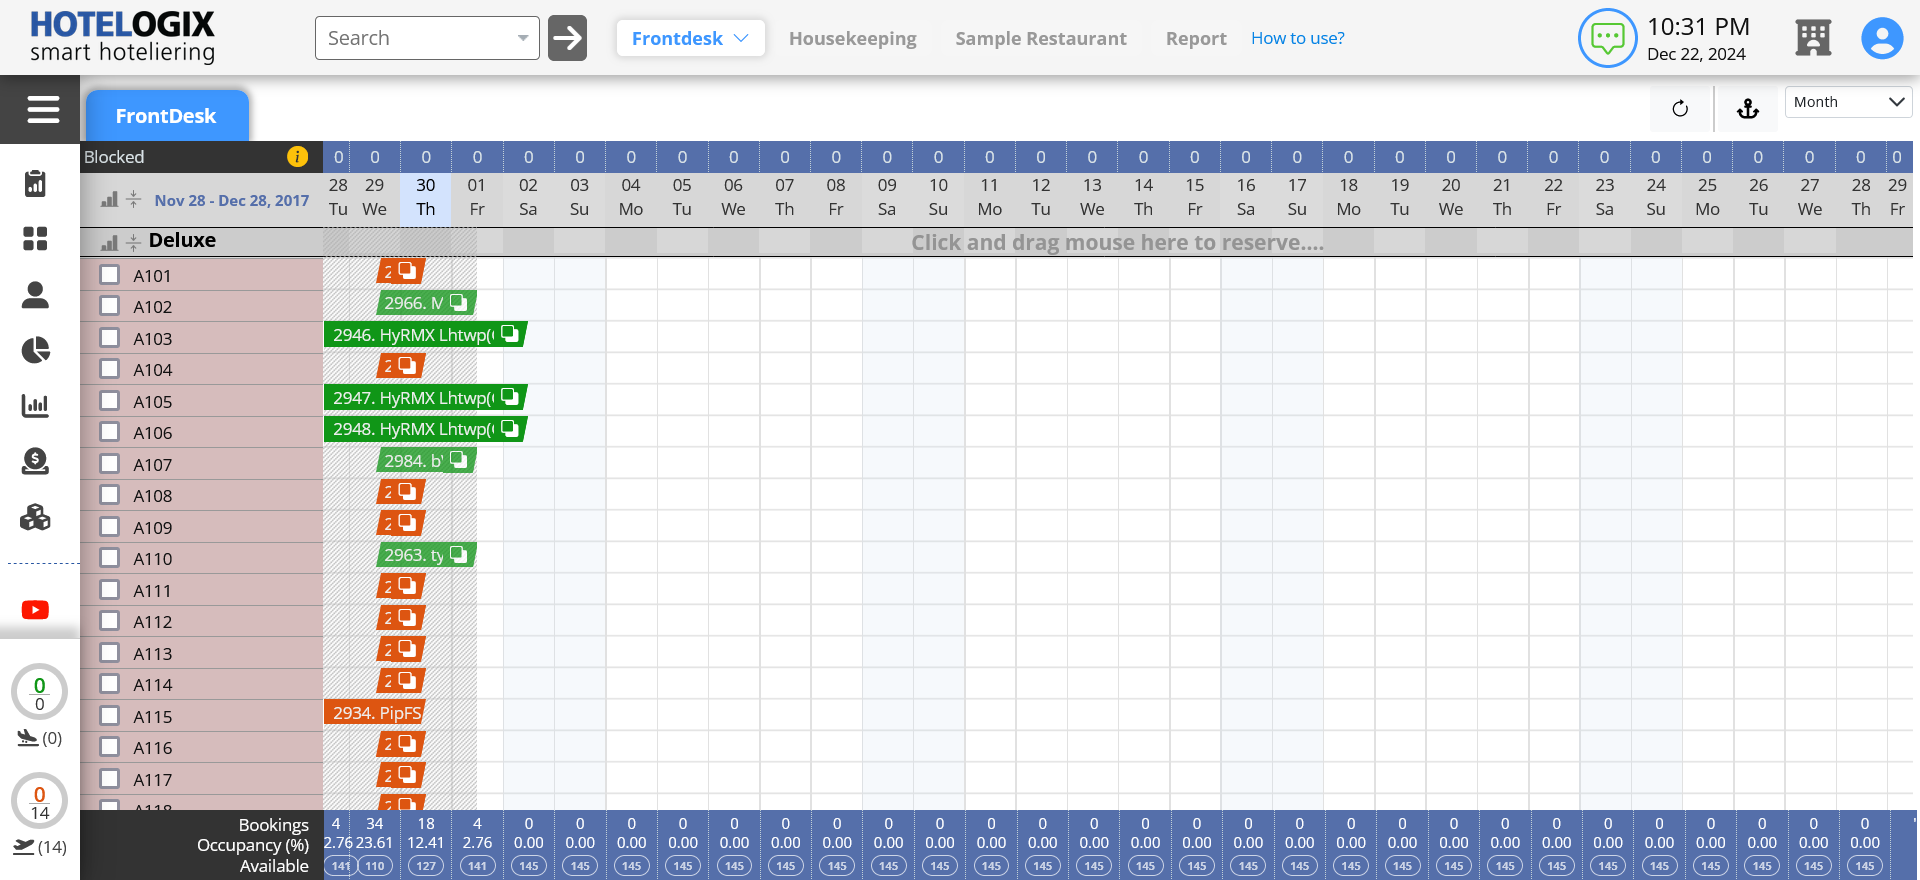 HOTELOGIX
smart hoteliering
Search
Frontdesk
Housekeeping
Sample Restaurant
Report
How to use?
10:31 PM
Dec 22, 2024
FrontDesk
Month
Blocked
0 0 0 0 0 0 0 0 0 0 0 0 0 0 0 0 0 0 0 0 0 0 0 0 0 0 0 0 0 0 0 0
Nov 28 - Dec 28, 2017
28 29 30 01 02 03 04 05 06 07 08 09 10 11 12 13 14 15 16 17 18 19 20 21 22 23 24 25 26 27 28 29
Tu We Th Fr Sa Su Mo Tu We Th Fr Sa Su Mo Tu We Th Fr Sa Su Mo Tu We Th Fr Sa Su Mo Tu We Th Fr
Deluxe
Click and drag mouse here to reserve....
A101 2
A102 2966. M
A103 2946. HyRMX Lhtwp(
A104 2
A105 2947. HyRMX Lhtwp(
A106 2948. HyRMX Lhtwp(
A107 2984. b
A108 2
A109 2
A110 2963. ty
A111 2
A112 2
A113 2
A114 2
A115 2934. PipFS
A116 2
A117 2
A118
0
0
(0)
0
14
(14)
Bookings 4 34 18 4 0 0 0 0 0 0 0 0 0 0 0 0 0 0 0 0 0 0 0 0 0 0 0 0 0 0 0
Occupancy (%) 2.76 23.61 12.41 2.76 0.00 0.00 0.00 0.00 0.00 0.00 0.00 0.00 0.00 0.00 0.00 0.00 0.00 0.00 0.00 0.00 0.00 0.00 0.00 0.00 0.00 0.00 0.00 0.00 0.00 0.00 0.00
Available 141 110 127 141 145 145 145 145 145 145 145 145 145 145 145 145 145 145 145 145 145 145 145 145 145 145 145 145 145 145 145